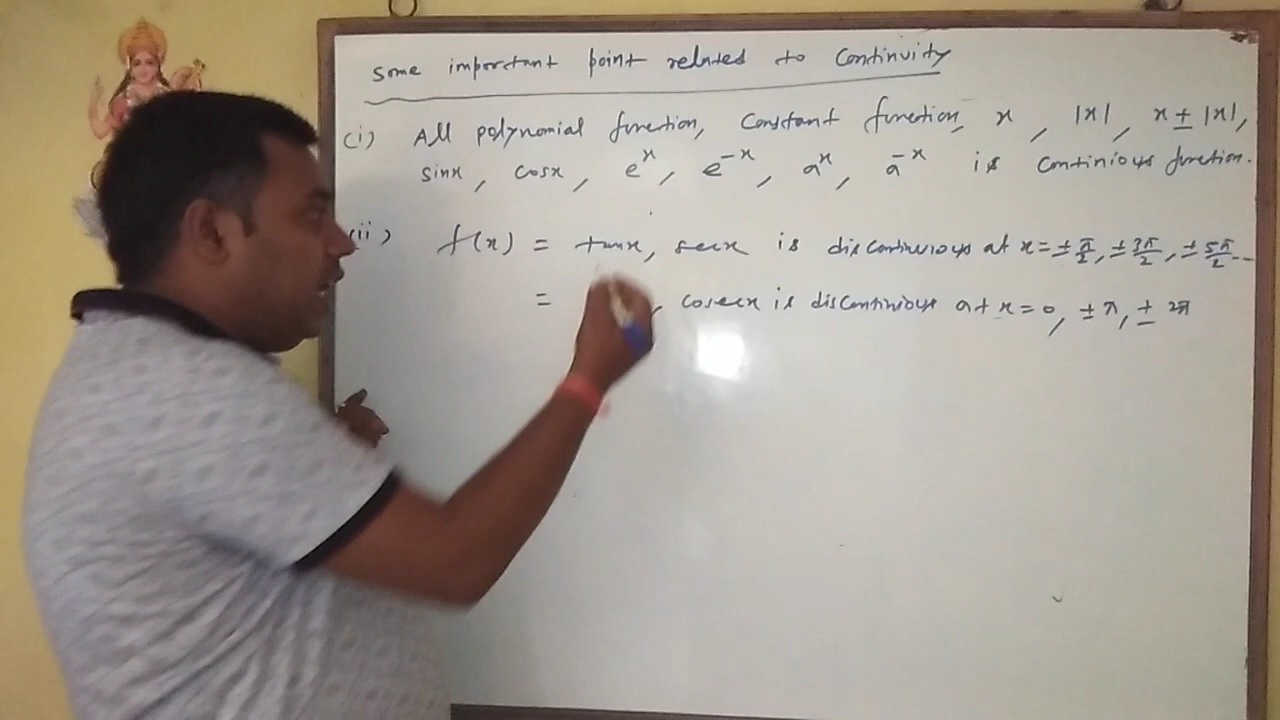 Some important point related to Continuity
(i) All polynomial function, Constant function, x, |x|, x ± |x|,
sinx, cosx, e^x, e^-x, a^x, a^-x is continious function.
(ii) f(x) = tanx, secx is discontinuous at x = ± π/2, ± 3π/2, ± 5π/2 --
= , cosecx is discontinious at x = 0, ± π, ± 2π